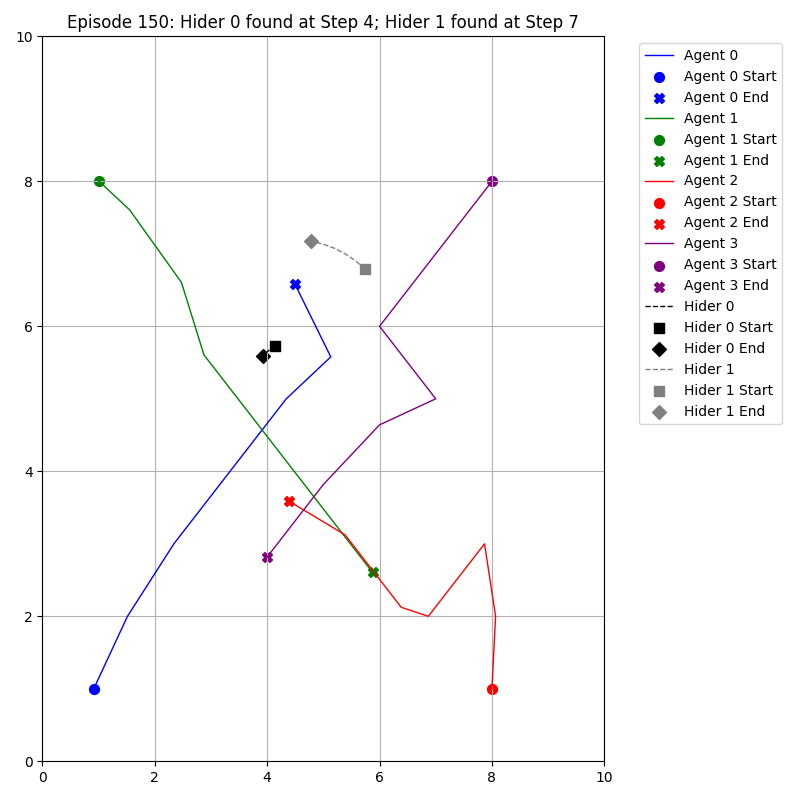 Episode 150: Hider 0 found at Step 4; Hider 1 found at Step 7
10
8
6
4
2
0
0 2 4 6 8 10
Agent 0
Agent 0 Start
Agent 0 End
Agent 1
Agent 1 Start
Agent 1 End
Agent 2
Agent 2 Start
Agent 2 End
Agent 3
Agent 3 Start
Agent 3 End
Hider 0
Hider 0 Start
Hider 0 End
Hider 1
Hider 1 Start
Hider 1 End